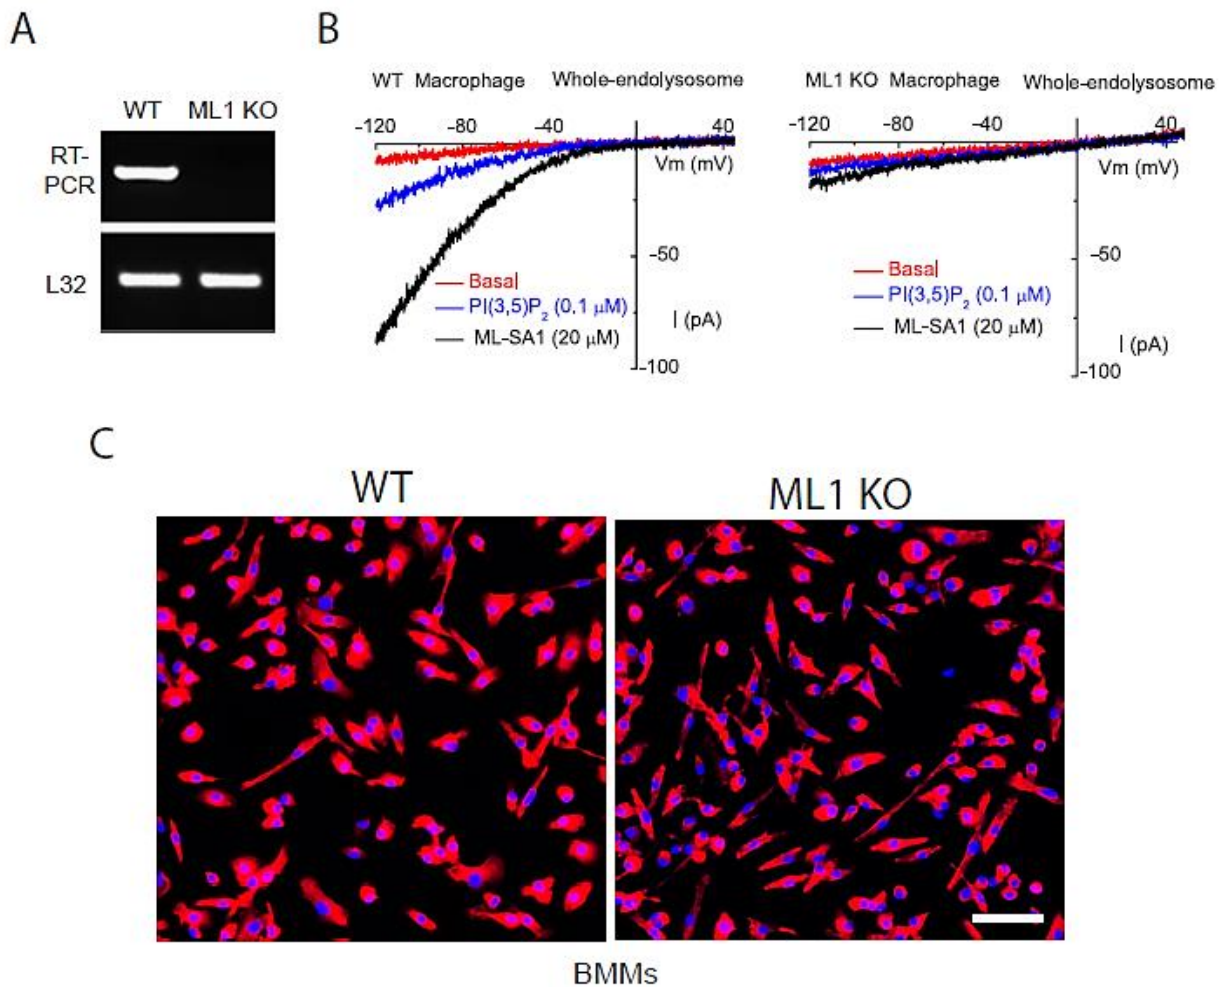 A
WT ML1 KO
RT-
PCR
L32
B
WT Macrophage Whole-endolysosome
-120 -80 -40 40
Vm (mV)
-50
Basal
PI(3,5)P2 (0.1 μM)
ML-SA1 (20 μM)
I (pA)
-100
ML1 KO Macrophage Whole-endolysosome
-120 -80 -40 40
Vm (mV)
-50
Basal
PI(3,5)P2 (0.1 μM)
ML-SA1 (20 μM)
I (pA)
-100
C
WT ML1 KO
BMMs